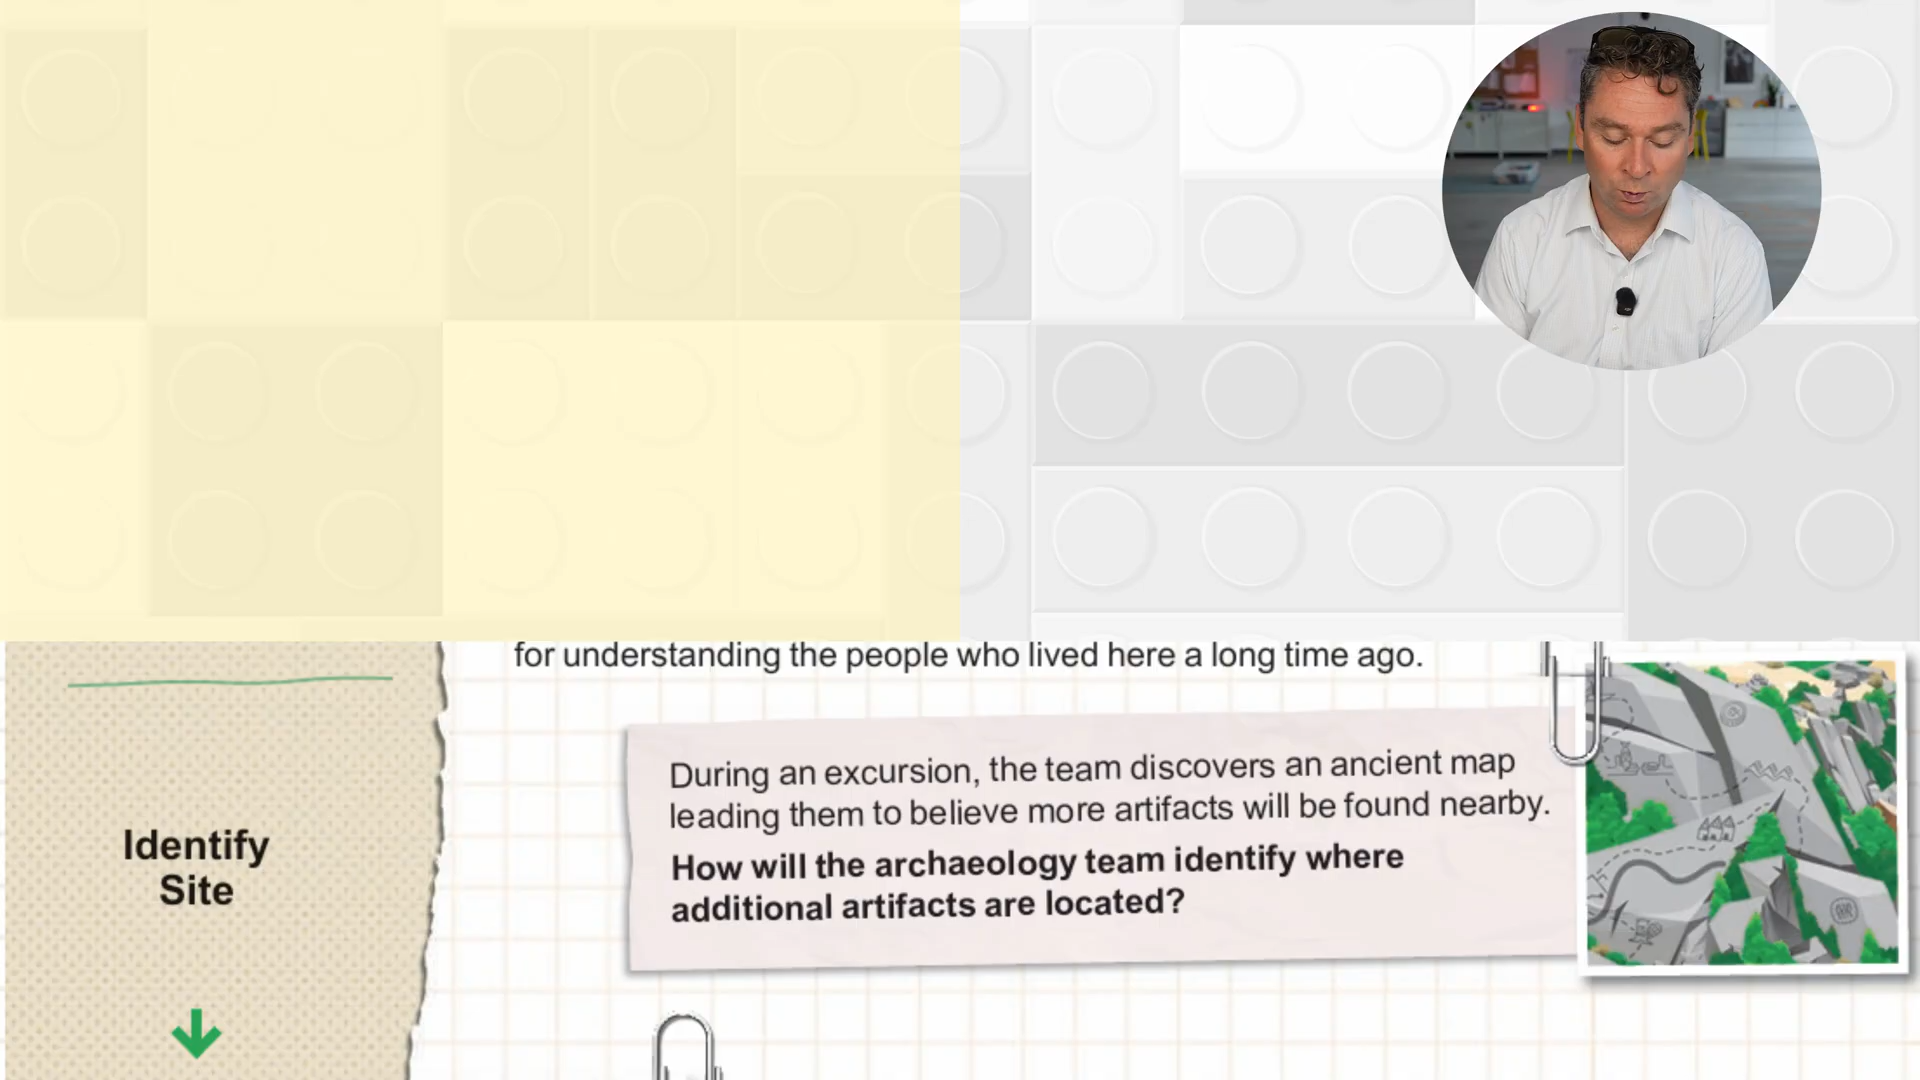 for understanding the people who lived here a long time ago.
During an excursion, the team discovers an ancient map
leading them to believe more artifacts will be found nearby.
How will the archaeology team identify where
additional artifacts are located?
Identify
Site